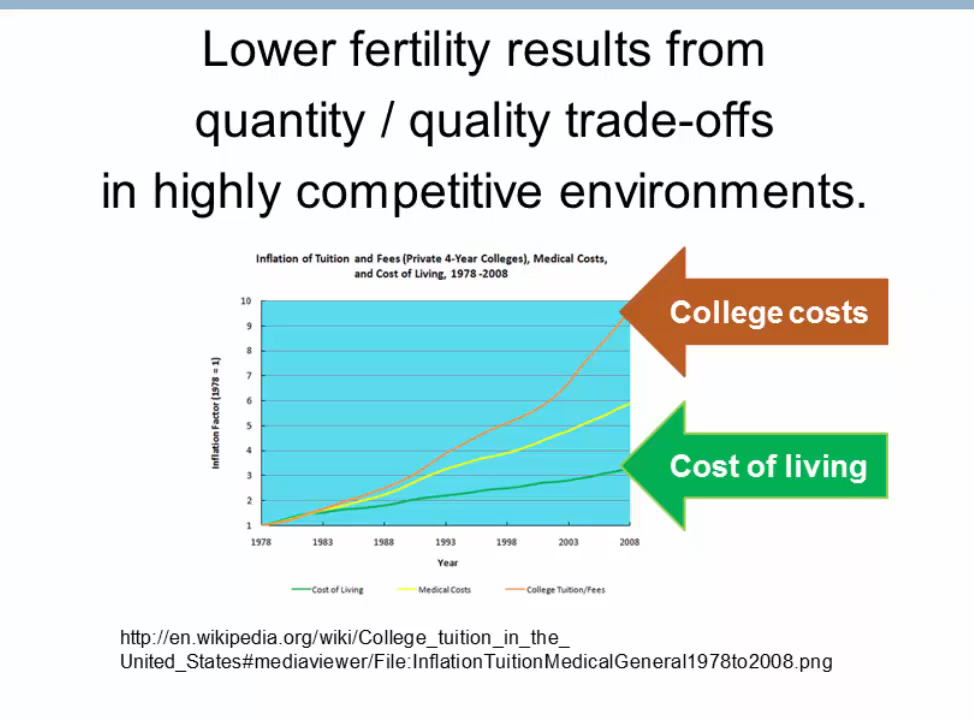 Lower fertility results from
quantity / quality trade-offs
in highly competitive environments.
Inflation of Tuition and Fees (Private 4-Year Colleges), Medical Costs,
and Cost of Living, 1978 -2008
Inflation Factor (1978 = 1)
10
9
8
7
6
5
4
3
2
1
1978 1983 1988 1993 1998 2003 2008
Year
Cost of Living Medical Costs College Tuition/Fees
College costs
Cost of living
http://en.wikipedia.org/wiki/College_tuition_in_the_
United_States#mediaviewer/File:InflationTuitionMedicalGeneral1978to2008.png